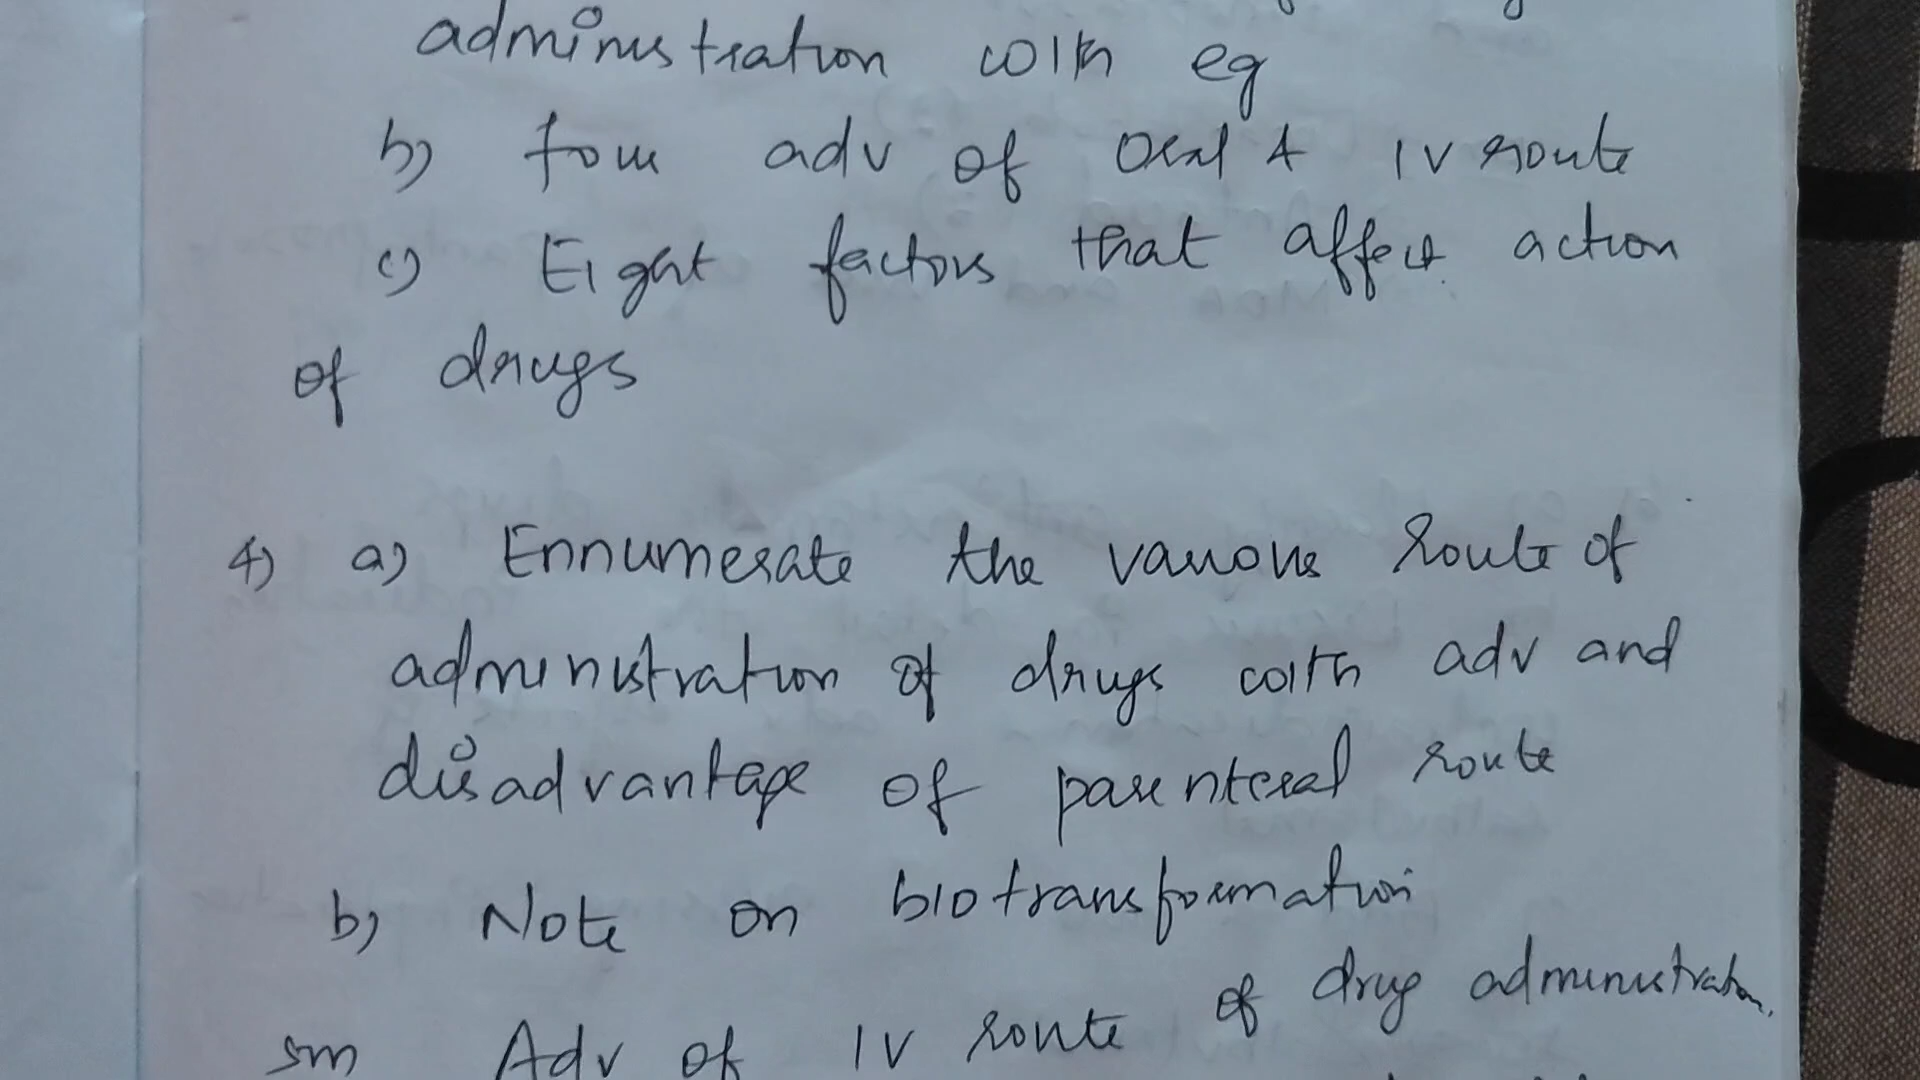 administration with eg
b) four adv of oral & IV route
c) Eight factors that affect action
of drugs
4) a) Ennumerate the various route of
administration of drugs with adv and
disadvantage of parenteral route
b) Note on biotransformation
5m Adv of IV route of drug administration.